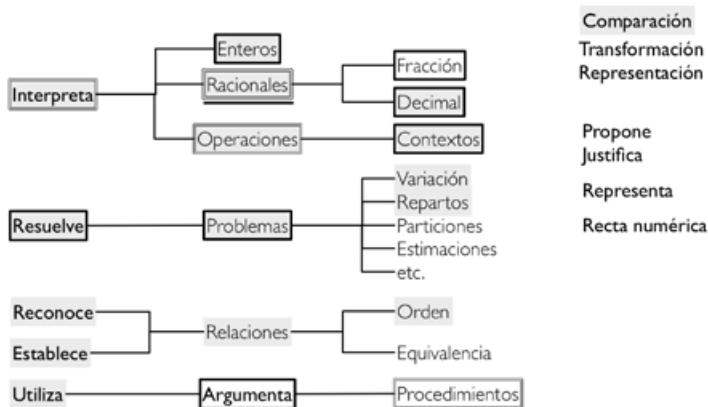 Interpreta
Enteros
Racionales
Operaciones
Fracción
Decimal
Contextos
Resuelve
Problemas
Variación
Repartos
Particiones
Estimaciones
etc.
Reconoce
Establece
Relaciones
Orden
Equivalencia
Utiliza
Argumenta
Procedimientos
Comparación
Transformación
Representación
Propone
Justifica
Representa
Recta numérica